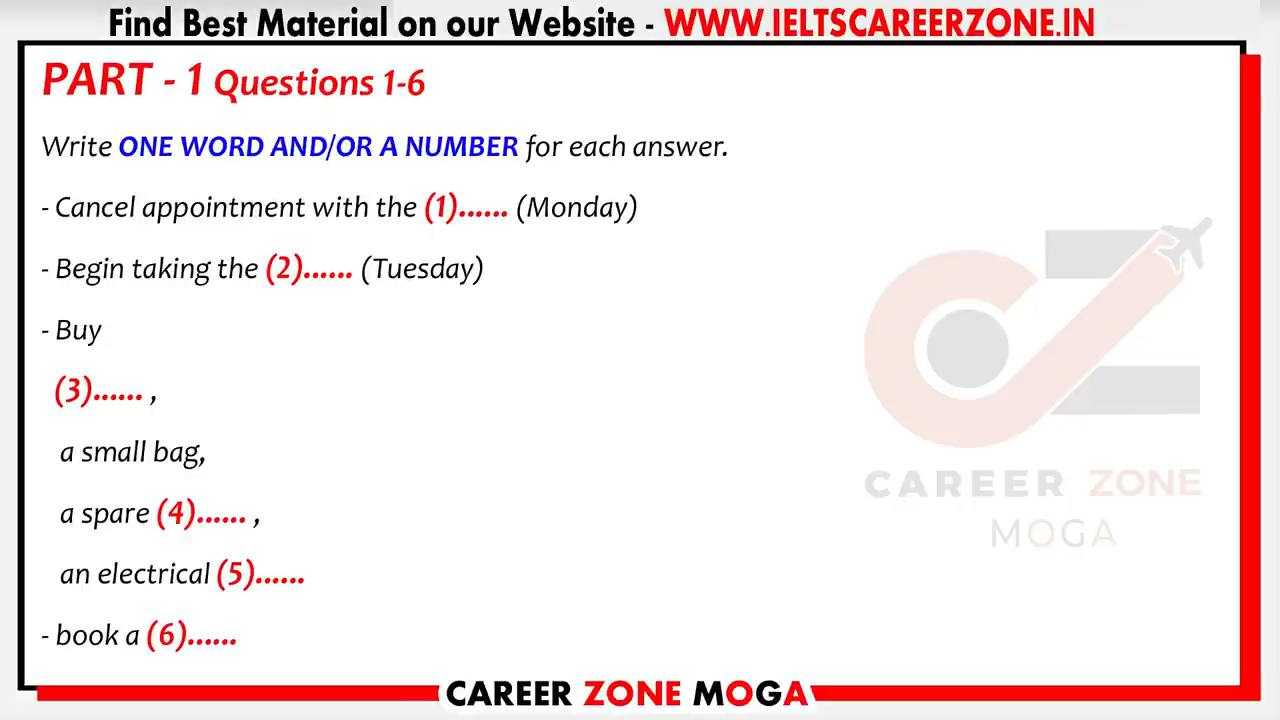 Find Best Material on our Website - WWW.IELTSCAREERZONE.IN
PART - 1 Questions 1-6
Write ONE WORD AND/OR A NUMBER for each answer.
- Cancel appointment with the (1)...... (Monday)
- Begin taking the (2)...... (Tuesday)
- Buy
(3)...... ,
a small bag,
a spare (4)...... ,
an electrical (5)......
- book a (6)......
CAREER ZONE
MOGA
CAREER ZONE MOGA